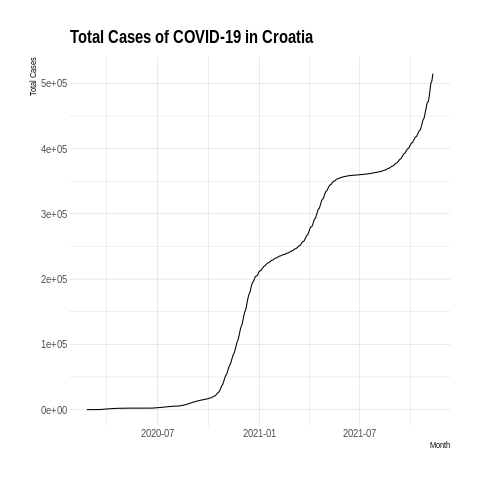 Total Cases of COVID-19 in Croatia
Total Cases
5e+05
4e+05
3e+05
2e+05
1e+05
0e+00
2020-07
2021-01
2021-07
Month